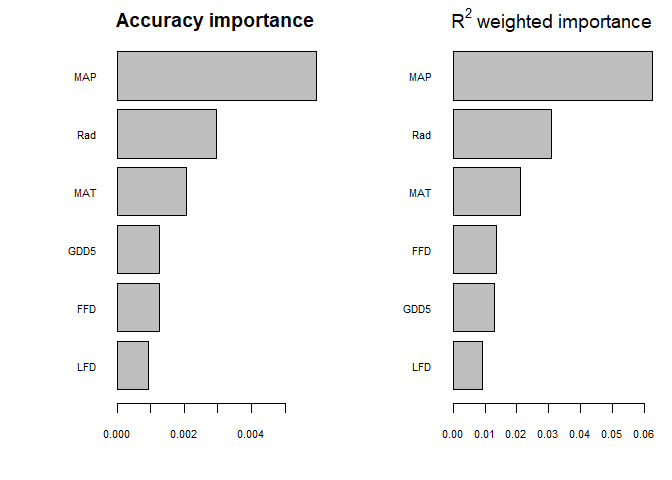 Accuracy importance
MAP
Rad
MAT
GDD5
FFD
LFD
0.000 0.002 0.004
R² weighted importance
MAP
Rad
MAT
FFD
GDD5
LFD
0.00 0.01 0.02 0.03 0.04 0.05 0.06